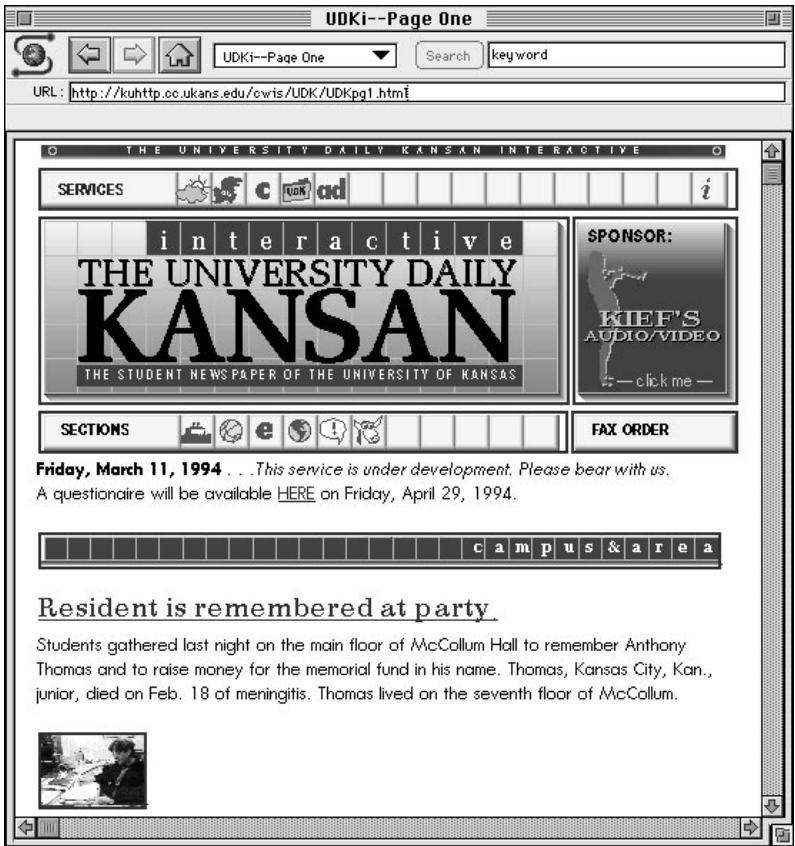 UDKi--Page One
UDKi--Page One Search keyword
URL: http://kuhttp.cc.ukans.edu/cwis/UDK/UDKpg1.html
THE UNIVERSITY DAILY KANSAN INTERACTIVE
SERVICES c UDK ad i
interactive
THE UNIVERSITY DAILY
KANSAN
THE STUDENT NEWSPAPER OF THE UNIVERSITY OF KANSAS
SPONSOR:
KIEF'S
AUDIO/VIDEO
— click me —
SECTIONS e ! FAX ORDER
Friday, March 11, 1994 . . .This service is under development. Please bear with us.
A questionaire will be available HERE on Friday, April 29, 1994.
campus&area
Resident is remembered at party.
Students gathered last night on the main floor of McCollum Hall to remember Anthony
Thomas and to raise money for the memorial fund in his name. Thomas, Kansas City, Kan.,
junior, died on Feb. 18 of meningitis. Thomas lived on the seventh floor of McCollum.